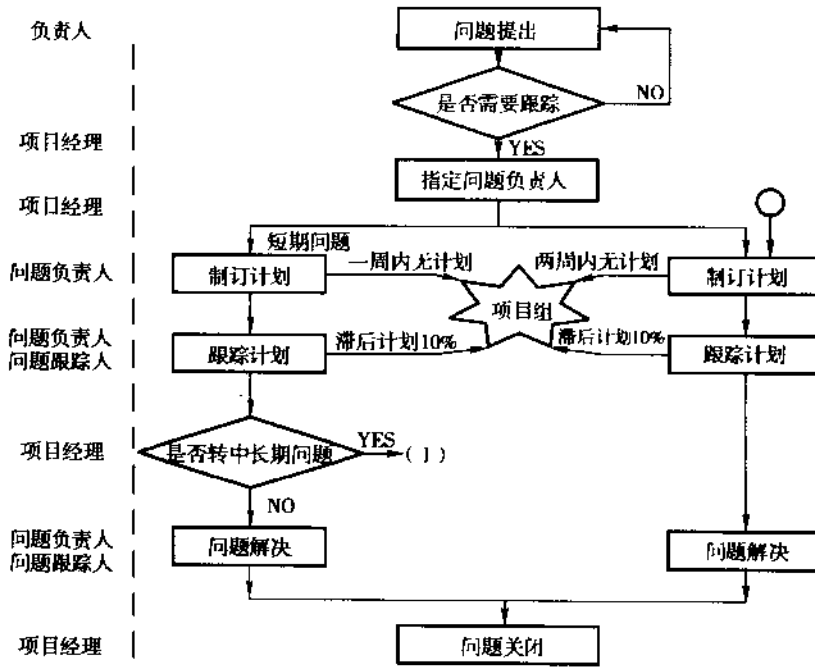 负责人
问题提出
是否需要跟踪
NO
项目经理
YES
指定问题负责人
项目经理
短期问题
问题负责人
制订计划
一周内无计划
两周内无计划
制订计划
项目组
问题负责人
问题跟踪人
跟踪计划
滞后计划10%
滞后计划10%
跟踪计划
项目经理
是否转中长期问题
YES
NO
问题负责人
问题跟踪人
问题解决
问题解决
项目经理
问题关闭